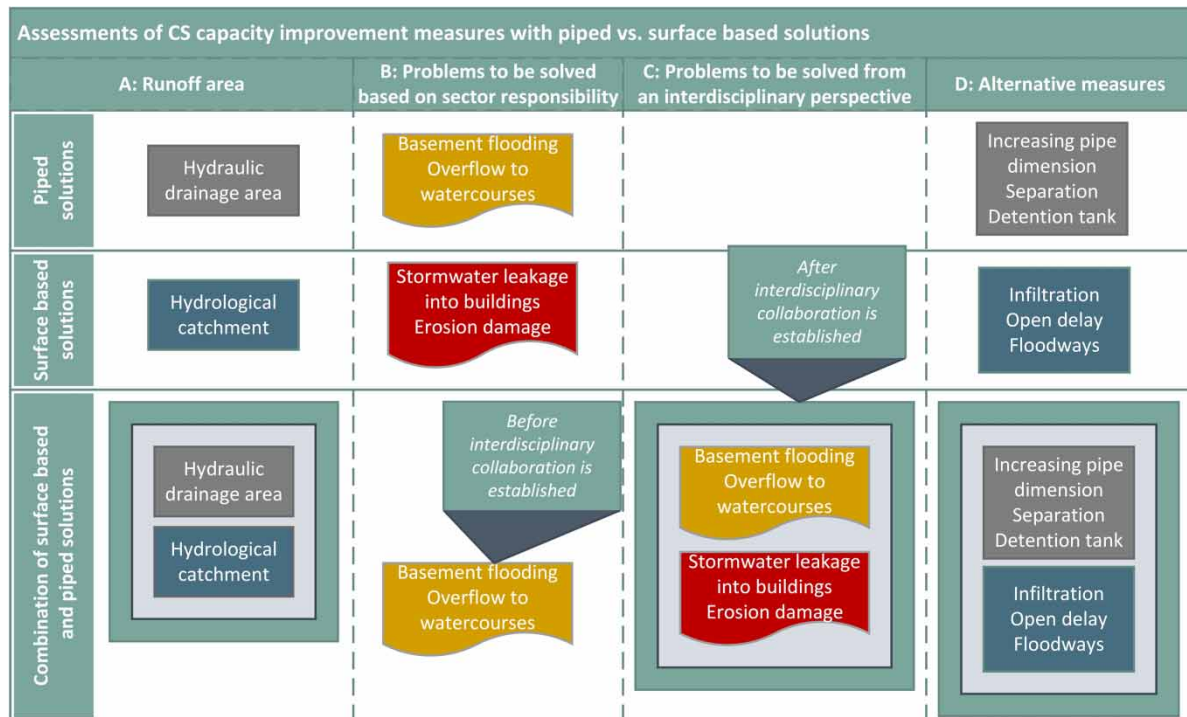 Assessments of CS capacity improvement measures with piped vs. surface based solutions
A: Runoff area
B: Problems to be solved
based on sector responsibility
C: Problems to be solved from
an interdisciplinary perspective
D: Alternative measures
Piped
solutions
Hydraulic
drainage area
Basement flooding
Overflow to
watercourses
Increasing pipe
dimension
Separation
Detention tank
Surface based
solutions
Hydrological
catchment
Stormwater leakage
into buildings
Erosion damage
After
interdisciplinary
collaboration is
established
Infiltration
Open delay
Floodways
Combination of surface based
and piped solutions
Hydraulic
drainage area
Hydrological
catchment
Before
interdisciplinary
collaboration is
established
Basement flooding
Overflow to
watercourses
Basement flooding
Overflow to
watercourses
Stormwater leakage
into buildings
Erosion damage
Increasing pipe
dimension
Separation
Detention tank
Infiltration
Open delay
Floodways